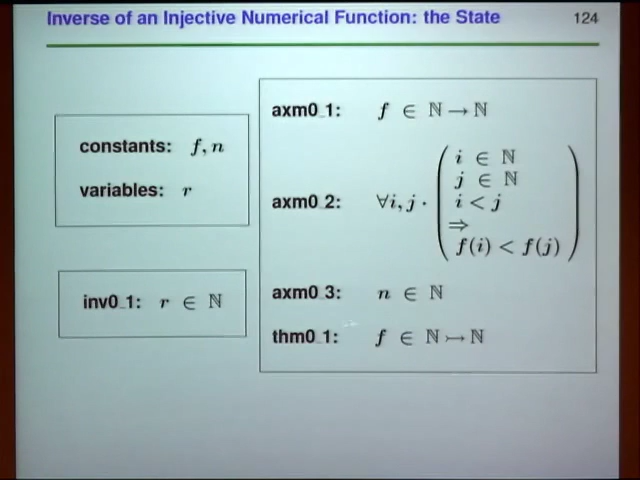 Inverse of an Injective Numerical Function: the State 124
constants: f, n
variables: r
inv0_1: r ∈ ℕ
axm0_1: f ∈ ℕ → ℕ
axm0_2: ∀i, j ·
i ∈ ℕ
j ∈ ℕ
i < j
⇒
f(i) < f(j)
axm0_3: n ∈ ℕ
thm0_1: f ∈ ℕ ↣ ℕ